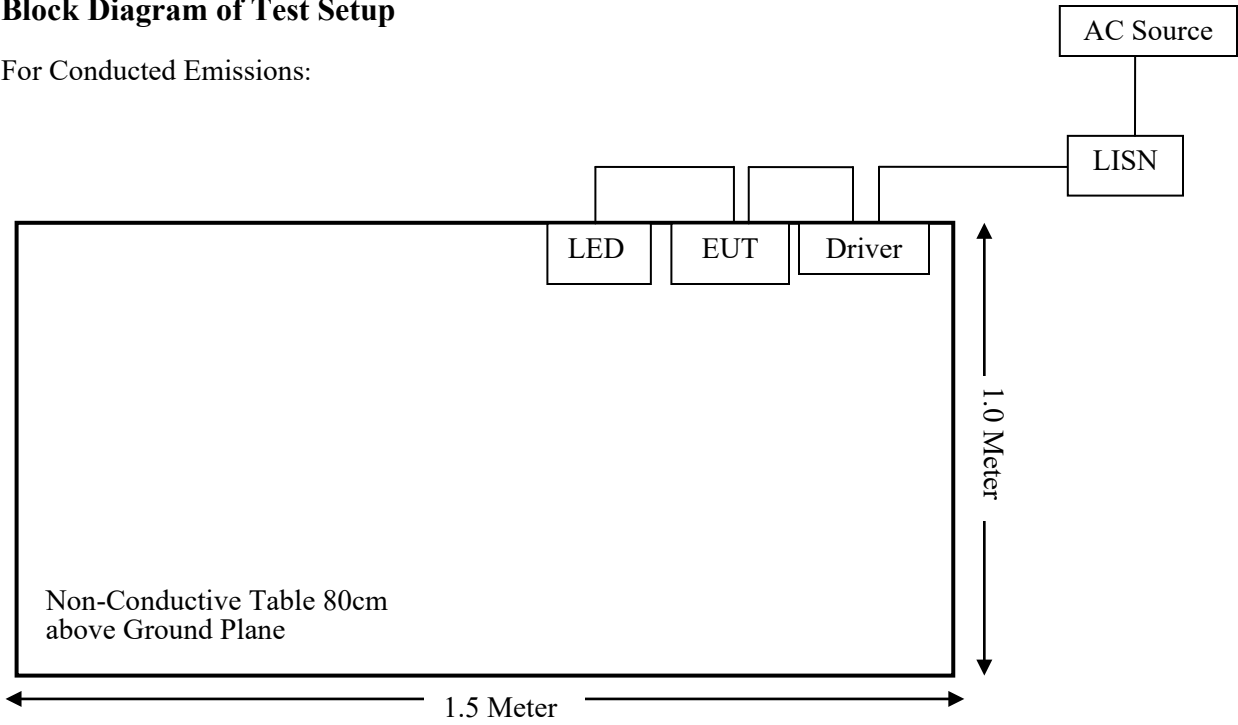 Block Diagram of Test Setup
AC Source
For Conducted Emissions:
LISN
LED
EUT
Driver
1.0 Meter
Non-Conductive Table 80cm
above Ground Plane
1.5 Meter